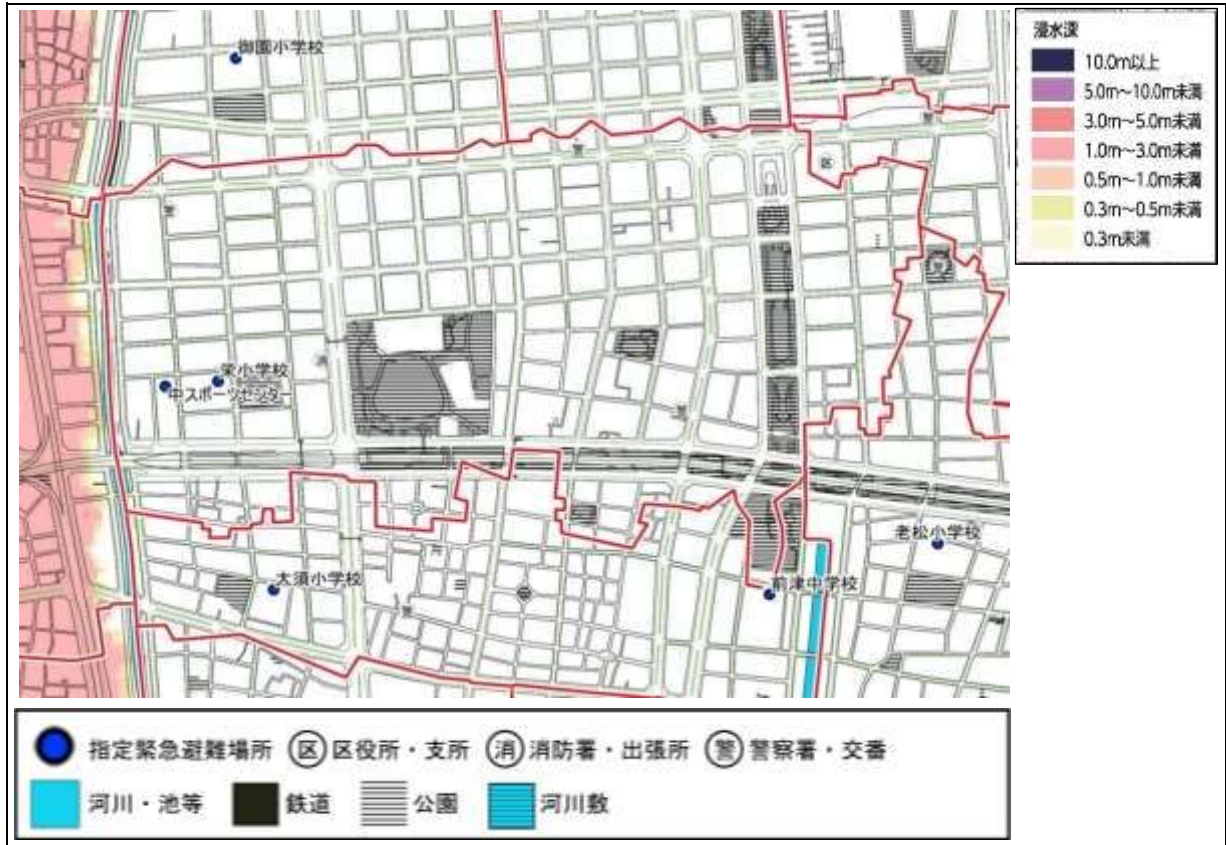 御園小学校
栄小学校
中スポーツセンター
大須小学校
老松小学校
前津中学校
浸水深
10.0m以上
5.0m～10.0m未満
3.0m～5.0m未満
1.0m～3.0m未満
0.5m～1.0m未満
0.3m～0.5m未満
0.3m未満
指定緊急避難場所 区 区役所・支所 消 消防署・出張所 警 警察署・交番
河川・池等 鉄道 公園 河川敷